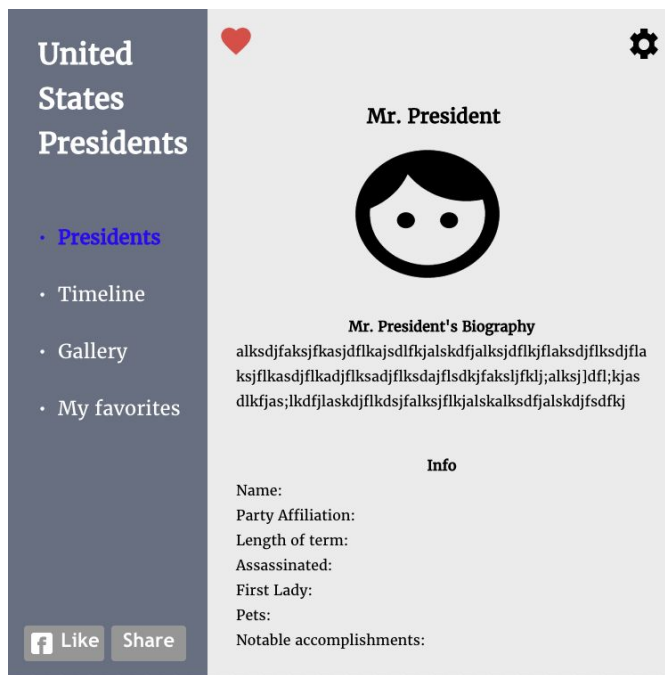 United
States
Presidents
· Presidents
· Timeline
· Gallery
· My favorites
f Like Share
Mr. President
Mr. President's Biography
alksdjfaksjfkasjdflkajsdlfkjalskdfjalksjdflkjflaksdjflksdjfla
ksjflkasdjflkadjflksadjflksdajflsdkjfaksljfklj;alksj]dfl;kjas
dlkfjas;lkdfjlaskdjflkdsjfalksjflkjalskalksdfjalskdjfsdfkj
Info
Name:
Party Affiliation:
Length of term:
Assassinated:
First Lady:
Pets:
Notable accomplishments: